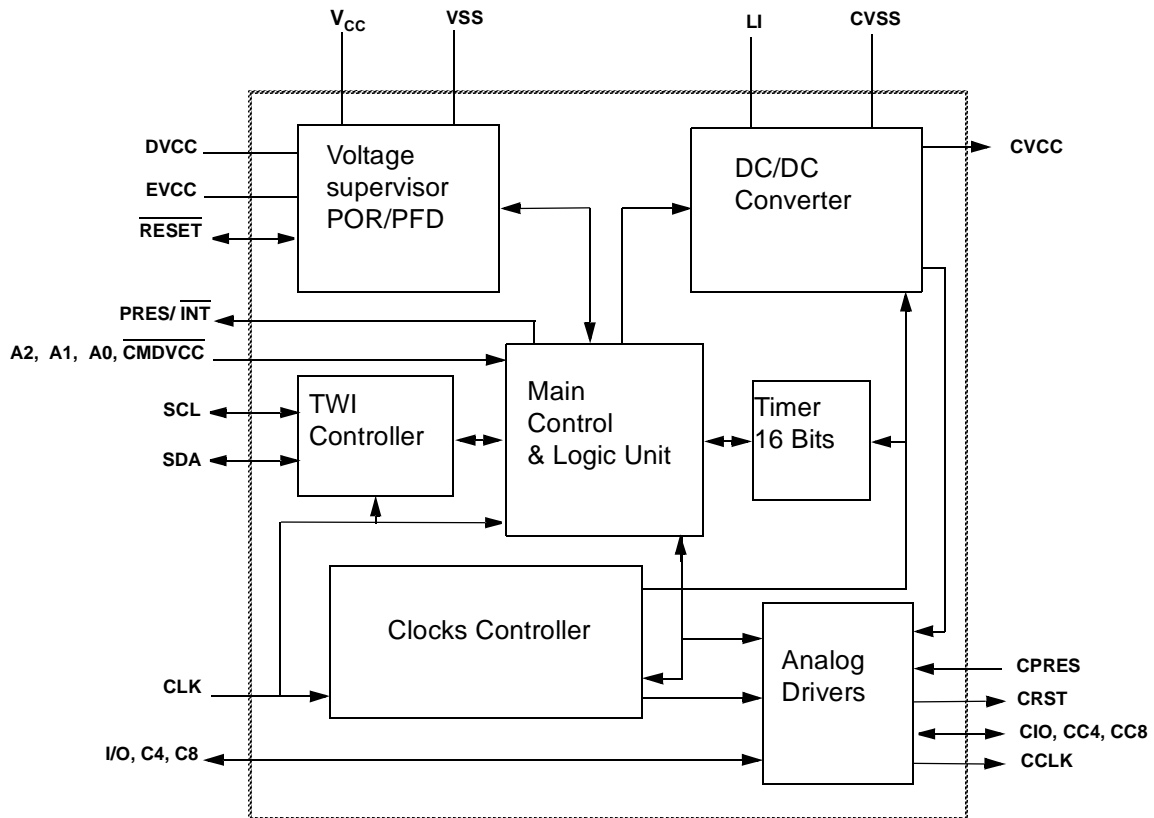 VCC
VSS
LI
CVSS
DVCC
EVCC
RESET
Voltage
supervisor
POR/PFD
DC/DC
Converter
CVCC
PRES/ INT
A2, A1, A0, CMDVCC
SCL
SDA
TWI
Controller
Main
Control
& Logic Unit
Timer
16 Bits
Clocks Controller
CLK
I/O, C4, C8
Analog
Drivers
CPRES
CRST
CIO, CC4, CC8
CCLK